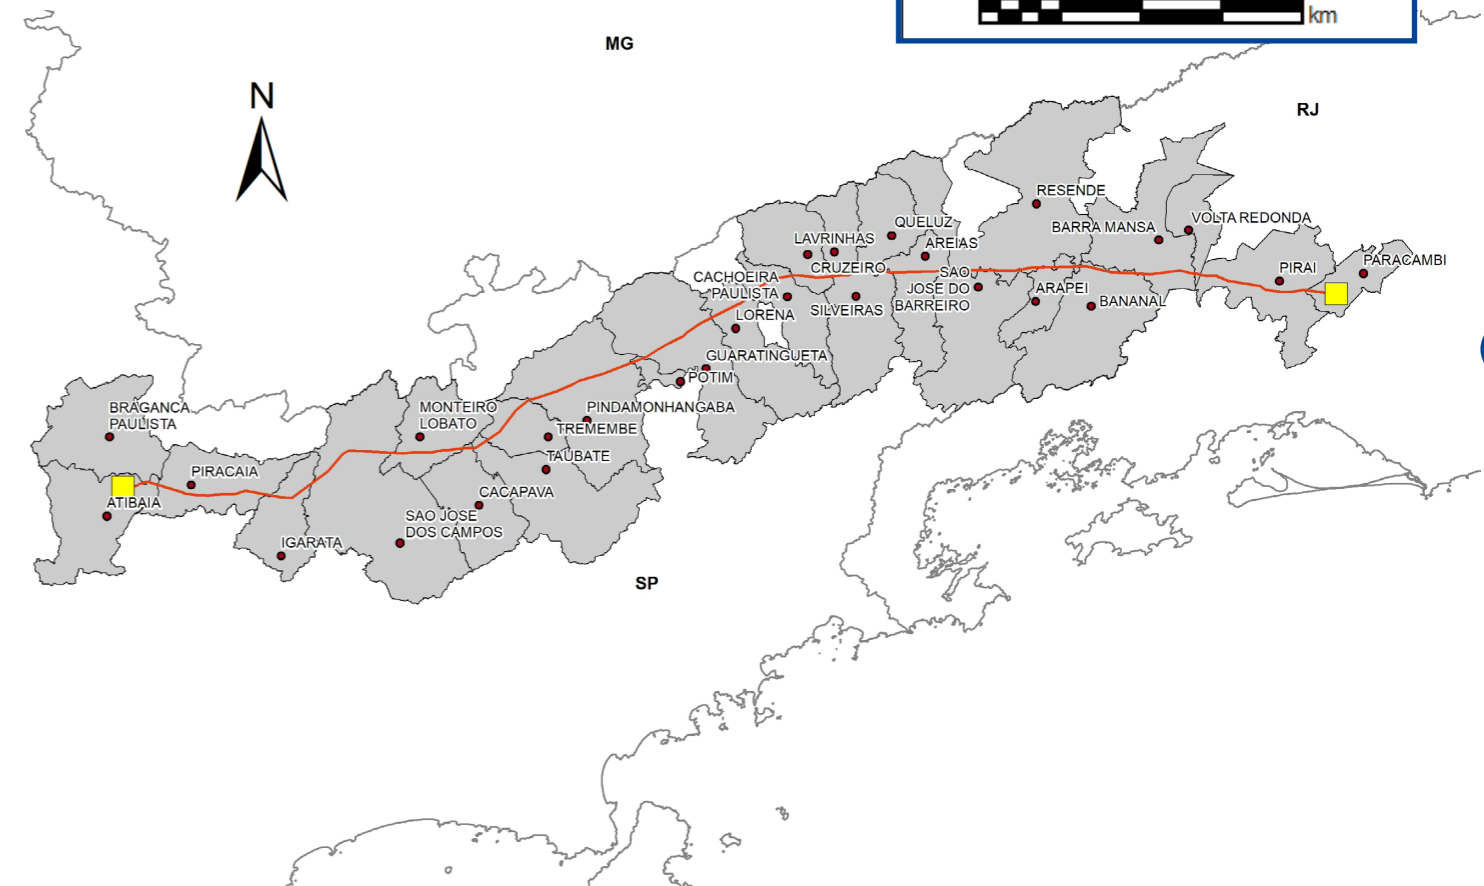 km
MG
N
RJ
RESENDE
QUELUZ
VOLTA REDONDA
BARRA MANSA
LAVRINHAS
AREIAS
PARACAMBI
CRUZEIRO
PIRAI
SAO
JOSE DO
BARREIRO
CACHOEIRA
PAULISTA
ARAPEI
BANANAL
SILVEIRAS
LORENA
GUARATINGUETA
POTIM
PINDAMONHANGABA
MONTEIRO
LOBATO
BRAGANCA
PAULISTA
TREMEMBE
TAUBATE
PIRACAIA
CACAPAVA
ATIBAIA
SAO JOSE
DOS CAMPOS
IGARATA
SP